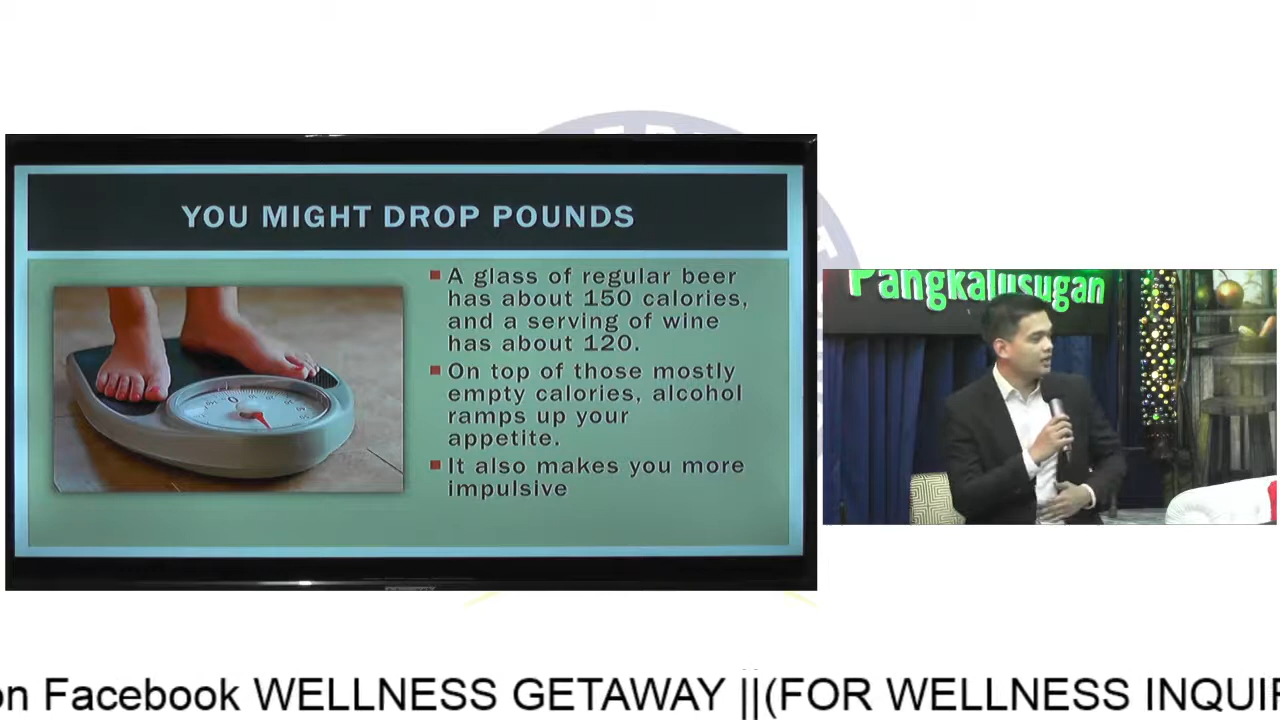 YOU MIGHT DROP POUNDS
A glass of regular beer
has about 150 calories,
and a serving of wine
has about 120.
On top of those mostly
empty calories, alcohol
ramps up your
appetite.
It also makes you more
impulsive
Pangkalusugan
on Facebook WELLNESS GETAWAY ||(FOR WELLNESS INQUI